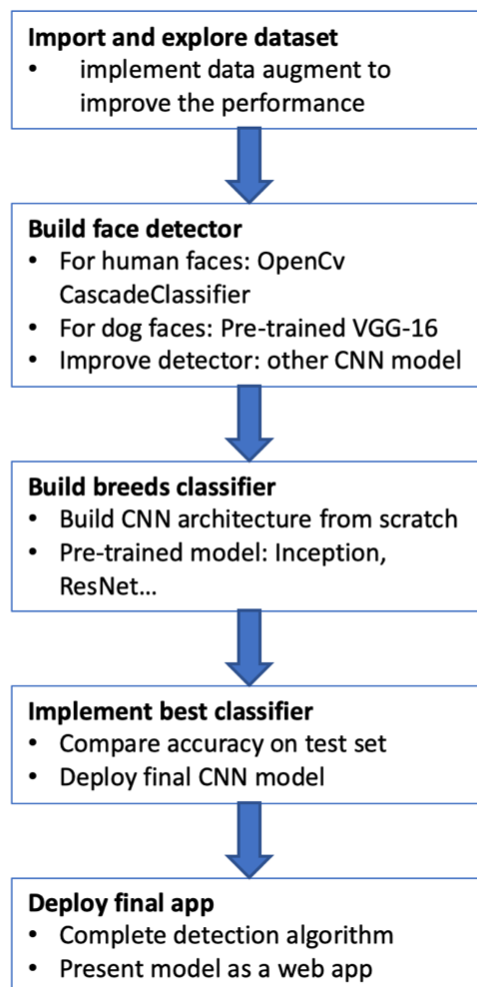 Import and explore dataset
• implement data augment to
improve the performance
Build face detector
• For human faces: OpenCv
CascadeClassifier
• For dog faces: Pre-trained VGG-16
• Improve detector: other CNN model
Build breeds classifier
• Build CNN architecture from scratch
• Pre-trained model: Inception,
ResNet...
Implement best classifier
• Compare accuracy on test set
• Deploy final CNN model
Deploy final app
• Complete detection algorithm
• Present model as a web app